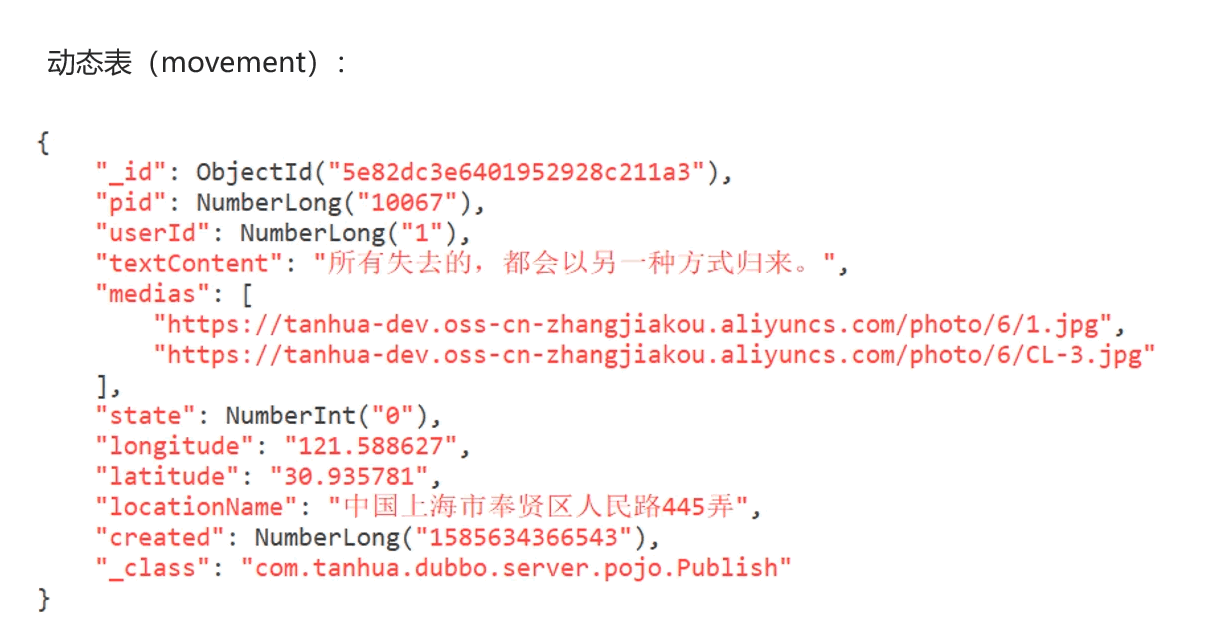 动态表（movement）:
{
    "_id": ObjectId("5e82dc3e6401952928c211a3"),
    "pid": NumberLong("10067"),
    "userId": NumberLong("1"),
    "textContent": "所有失去的，都会以另一种方式归来。",
    "medias": [
        "https://tanhua-dev.oss-cn-zhangjiakou.aliyuncs.com/photo/6/1.jpg",
        "https://tanhua-dev.oss-cn-zhangjiakou.aliyuncs.com/photo/6/CL-3.jpg"
    ],
    "state": NumberInt("0"),
    "longitude": "121.588627",
    "latitude": "30.935781",
    "locationName": "中国上海市奉贤区人民路445弄",
    "created": NumberLong("1585634366543"),
    "_class": "com.tanhua.dubbo.server.pojo.Publish"
}